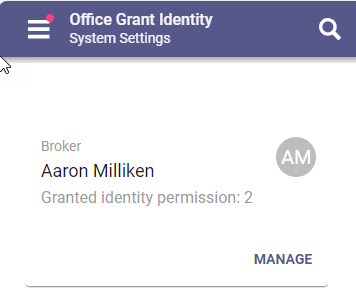 Office Grant Identity
System Settings
Broker
Aaron Milliken
AM
Granted identity permission: 2
MANAGE